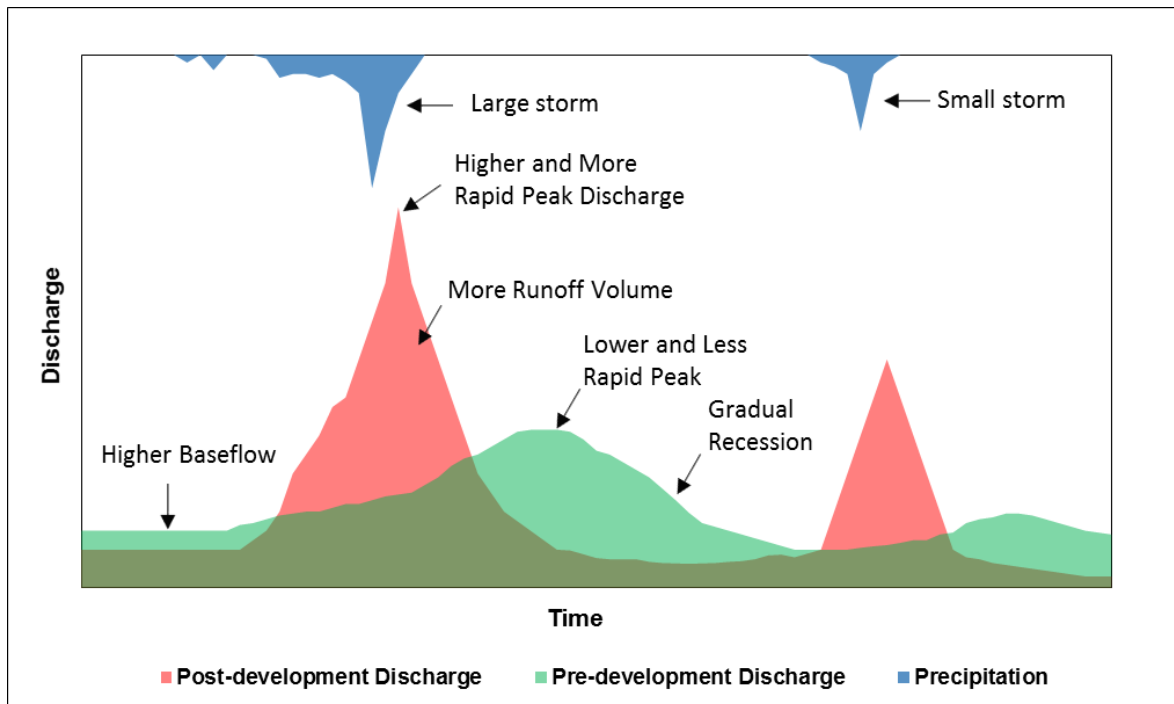 Large storm
Small storm
Higher and More
Rapid Peak Discharge
More Runoff Volume
Lower and Less
Rapid Peak
Gradual
Recession
Higher Baseflow
Discharge
Time
Post-development Discharge
Pre-development Discharge
Precipitation